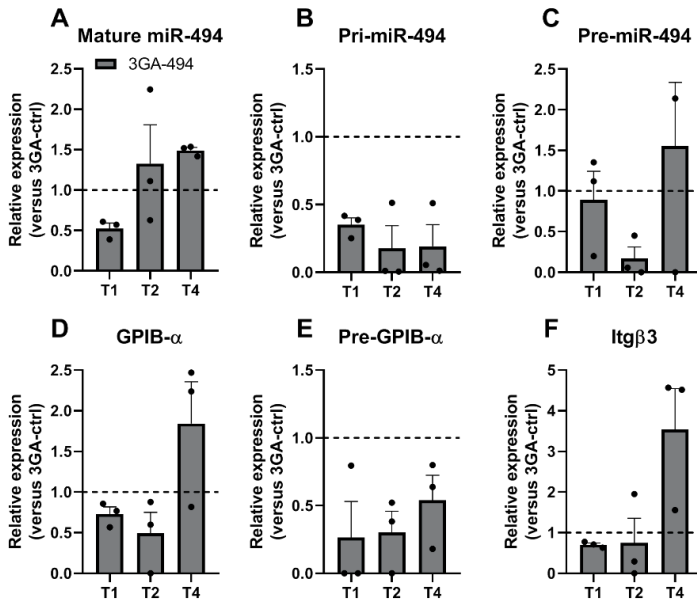 A
Mature miR-494
Relative expression
(versus 3GA-ctrl)
3GA-494
2.5
2.0
1.5
1.0
0.5
0.0
T1 T2 T4
B
Pri-miR-494
Relative expression
(versus 3GA-ctrl)
1.5
1.0
0.5
0.0
T1 T2 T4
C
Pre-miR-494
Relative expression
(versus 3GA-ctrl)
2.5
2.0
1.5
1.0
0.5
0.0
T1 T2 T4
D
GPIB-α
Relative expression
(versus 3GA-ctrl)
2.5
2.0
1.5
1.0
0.5
0.0
T1 T2 T4
E
Pre-GPIB-α
Relative expression
(versus 3GA-ctrl)
1.5
1.0
0.5
0.0
T1 T2 T4
F
Itgβ3
Relative expression
(versus 3GA-ctrl)
5
4
3
2
1
0
T1 T2 T4